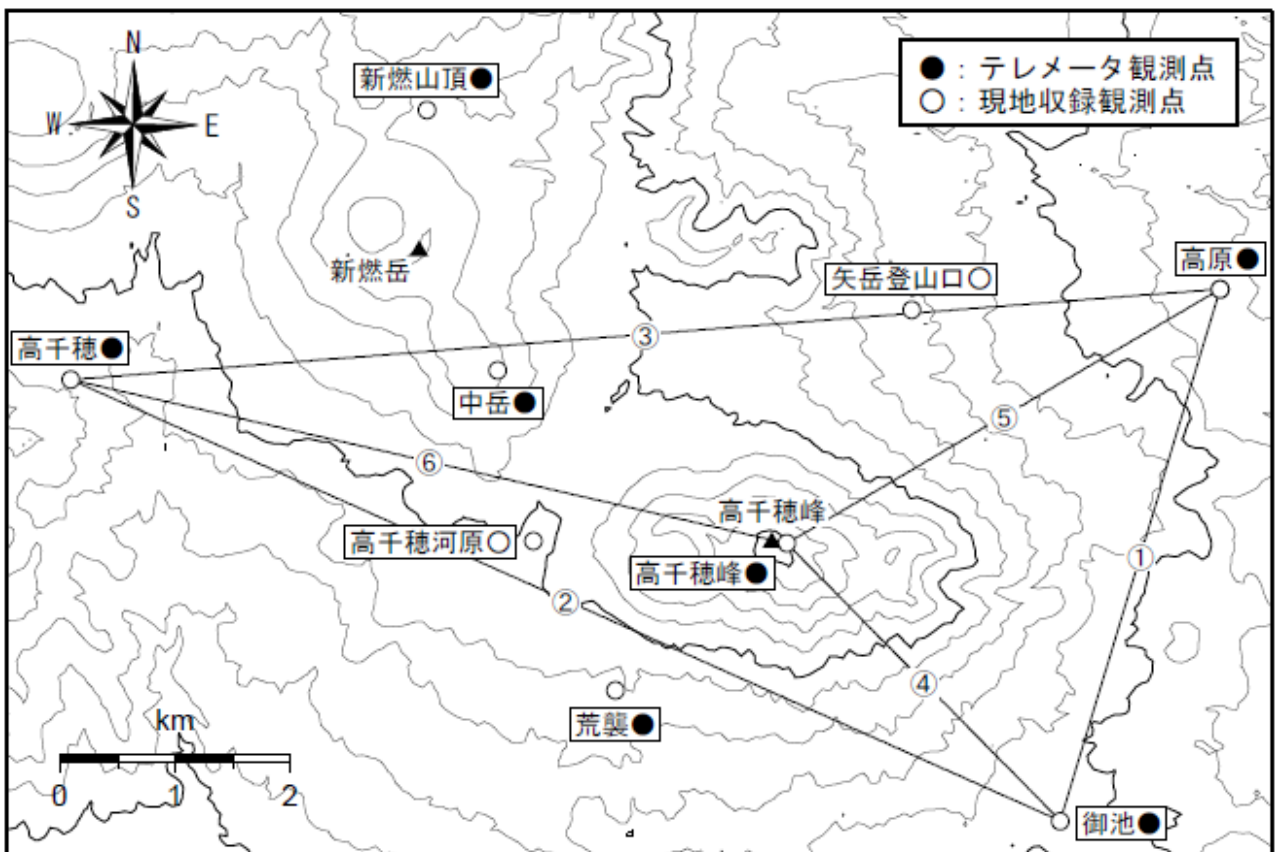 N
W
E
S
新燃山頂●
●：テレメータ観測点
○：現地収録観測点
新燃岳
高原●
矢岳登山口○
③
高千穂●
中岳●
⑤
⑥
高千穂峰
高千穂河原○
高千穂峰●
①
②
④
荒襲●
km
0 1 2
御池●